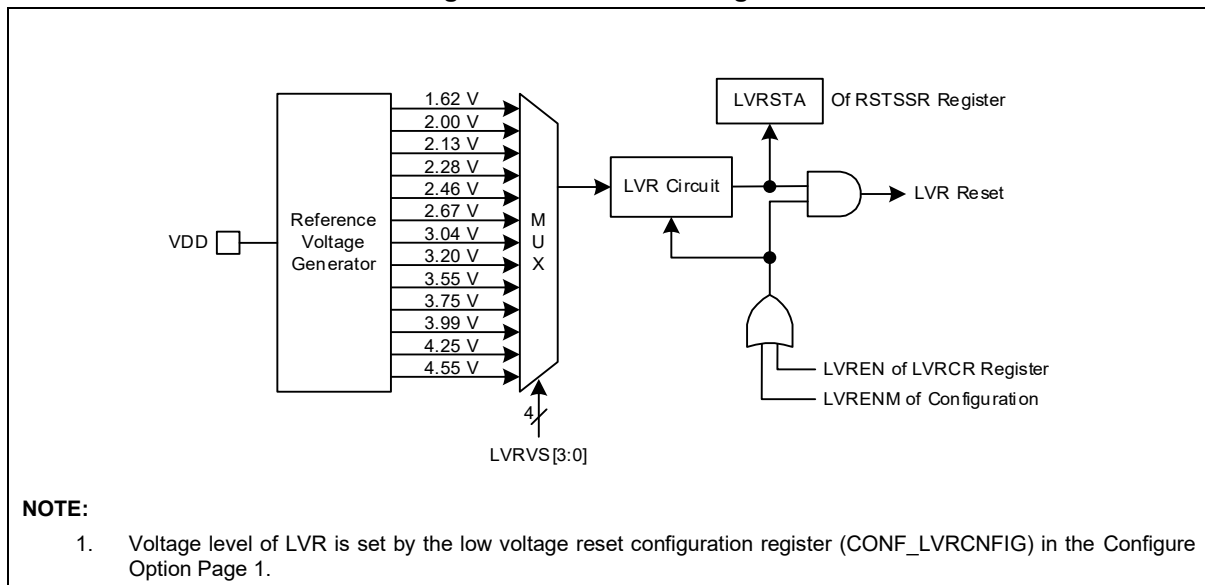 1.62 V
2.00 V
2.13 V
2.28 V
2.46 V
2.67 V
3.04 V
3.20 V
3.55 V
3.75 V
3.99 V
4.25 V
4.55 V
VDD
Reference
Voltage
Generator
M
U
X
4
LVRVS[3:0]
LVR Circuit
LVRSTA
Of RSTSSR Register
LVR Reset
LVREN of LVRCR Register
LVRENM of Configuration
NOTE:
1. Voltage level of LVR is set by the low voltage reset configuration register (CONF_LVRCNFIG) in the Configure
Option Page 1.